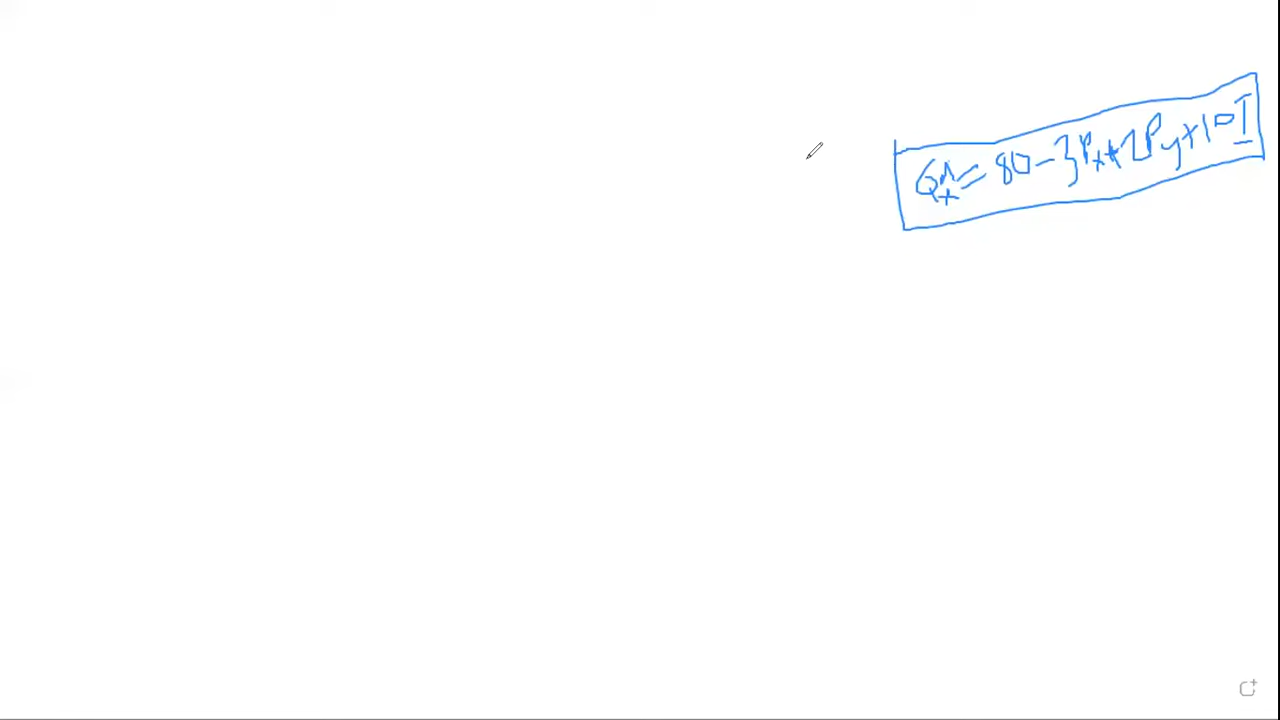 Qdx = 80 - 3Px + 2Py + 10I